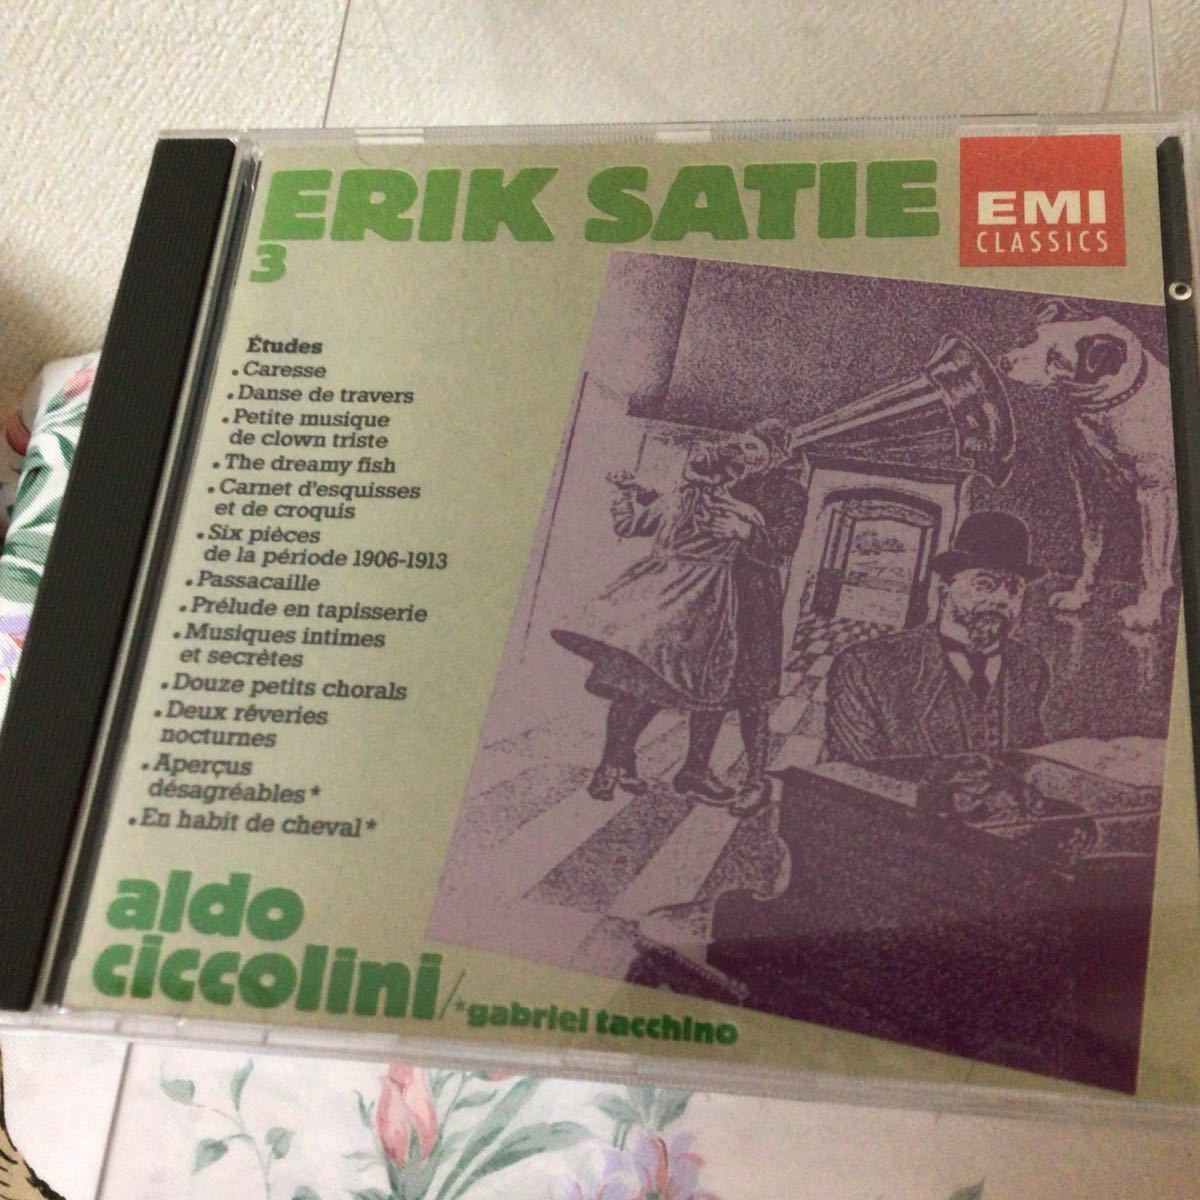 ERIK SATIE
3
EMI
CLASSICS
Études
• Caresse
• Danse de travers
• Petite musique
de clown triste
• The dreamy fish
• Carnet d'esquisses
et de croquis
• Six pièces
de la période 1906-1913
• Passacaille
• Prélude en tapisserie
• Musiques intimes
et secrètes
• Douze petits chorals
• Deux rêveries
nocturnes
• Aperçus
désagréables*
• En habit de cheval*
aldo
ciccolini/*gabriel tacchino